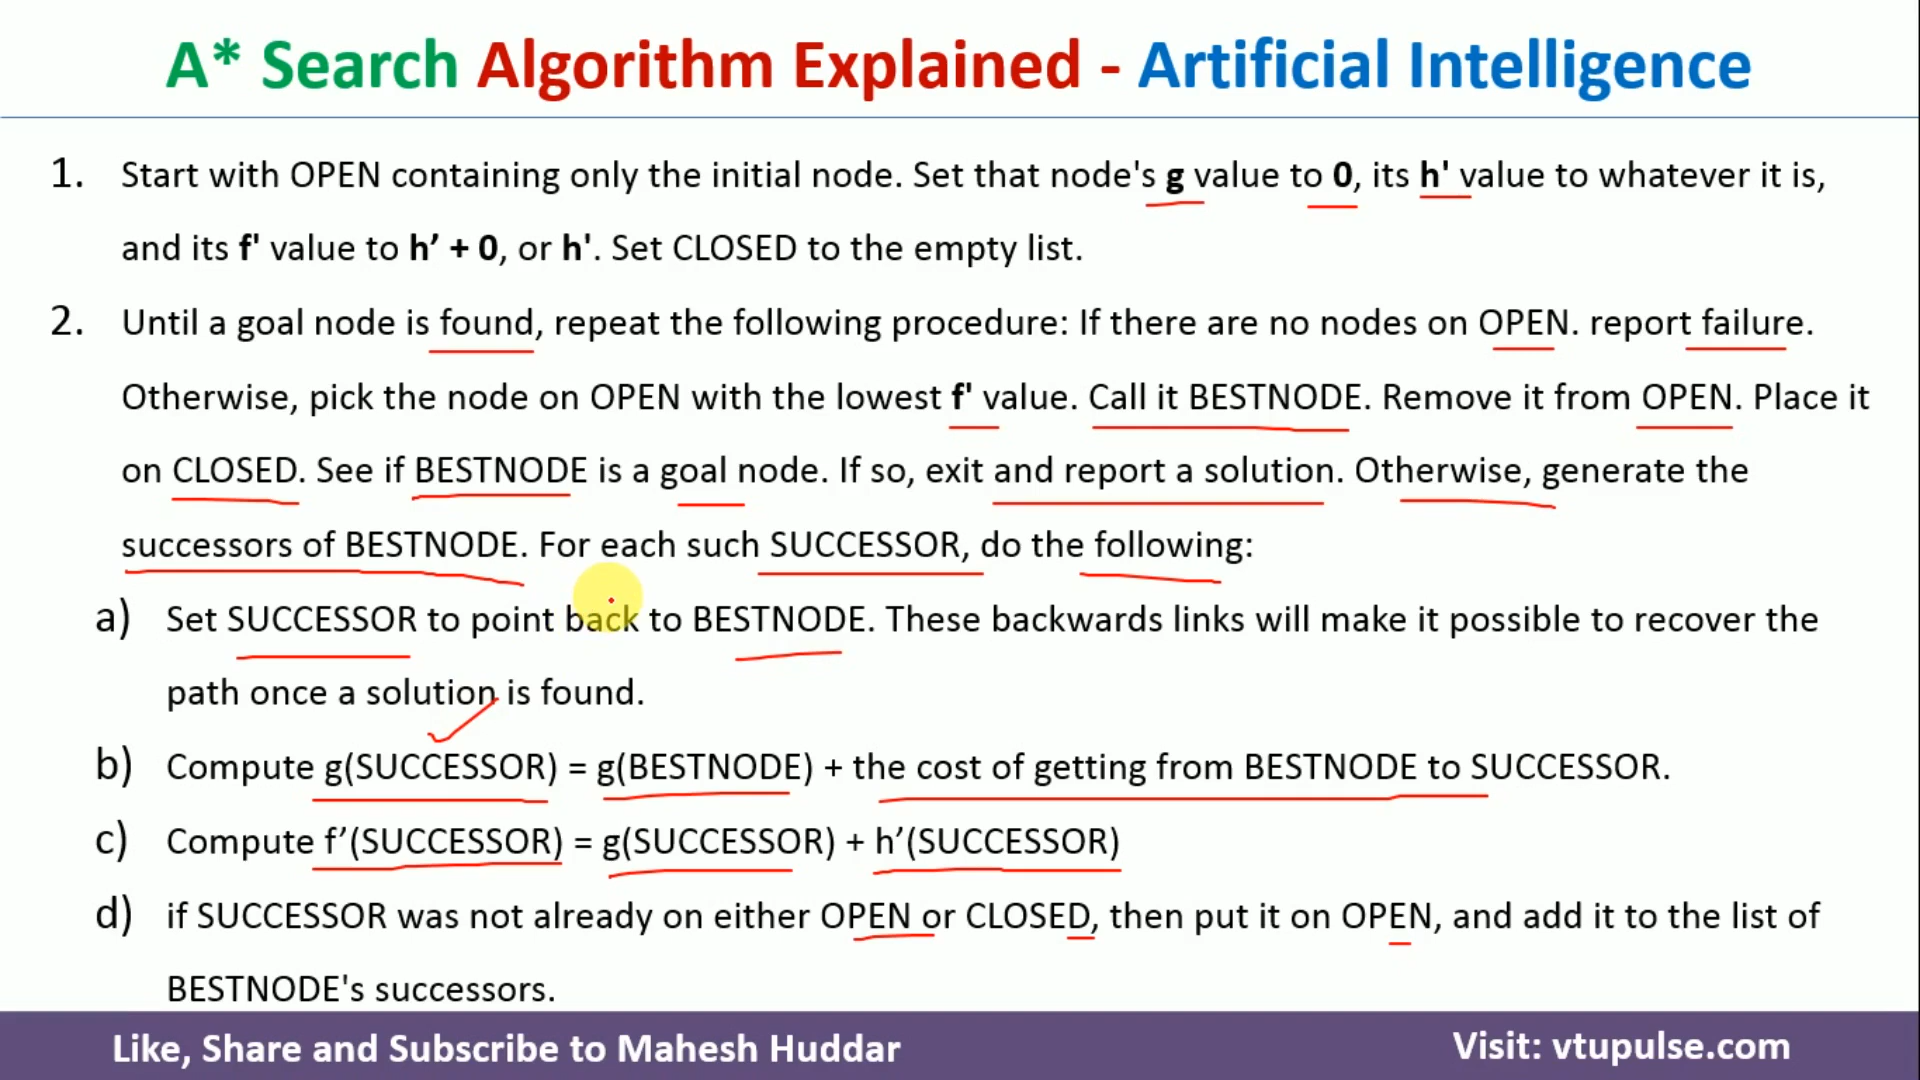 A* Search Algorithm Explained - Artificial Intelligence
1. Start with OPEN containing only the initial node. Set that node's g value to 0, its h' value to whatever it is,
and its f' value to h’ + 0, or h'. Set CLOSED to the empty list.
2. Until a goal node is found, repeat the following procedure: If there are no nodes on OPEN. report failure.
Otherwise, pick the node on OPEN with the lowest f' value. Call it BESTNODE. Remove it from OPEN. Place it
on CLOSED. See if BESTNODE is a goal node. If so, exit and report a solution. Otherwise, generate the
successors of BESTNODE. For each such SUCCESSOR, do the following:
a) Set SUCCESSOR to point back to BESTNODE. These backwards links will make it possible to recover the
path once a solution is found.
b) Compute g(SUCCESSOR) = g(BESTNODE) + the cost of getting from BESTNODE to SUCCESSOR.
c) Compute f’(SUCCESSOR) = g(SUCCESSOR) + h’(SUCCESSOR)
d) if SUCCESSOR was not already on either OPEN or CLOSED, then put it on OPEN, and add it to the list of
BESTNODE's successors.
Like, Share and Subscribe to Mahesh Huddar
Visit: vtupulse.com